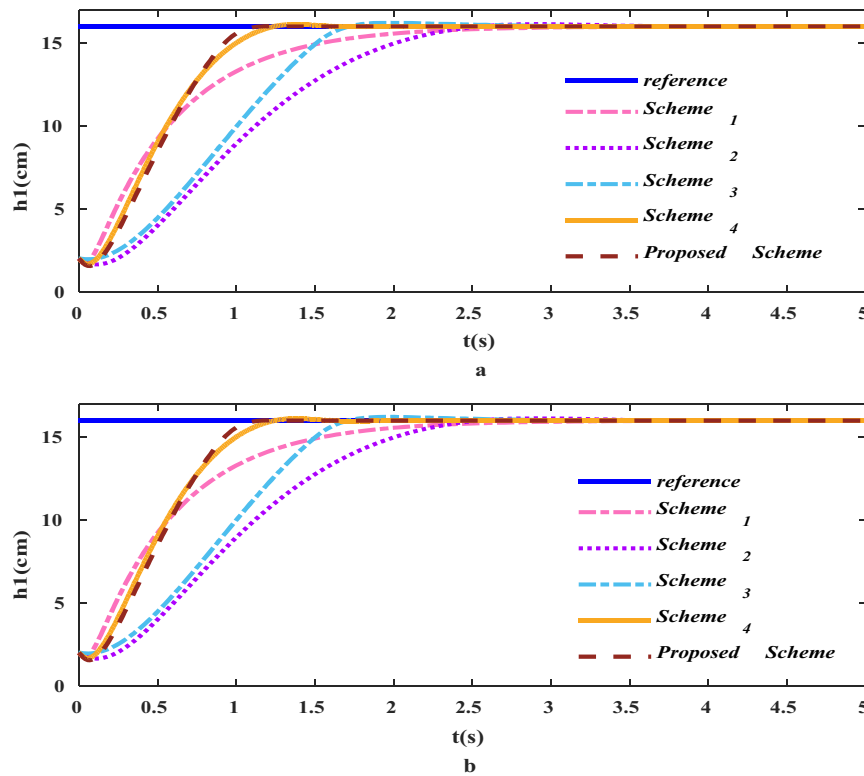 15
10
5
0
h1(cm)
reference
Scheme 1
Scheme 2
Scheme 3
Scheme 4
Proposed Scheme
0 0.5 1 1.5 2 2.5 3 3.5 4 4.5 5
t(s)
a
15
10
5
0
h1(cm)
reference
Scheme 1
Scheme 2
Scheme 3
Scheme 4
Proposed Scheme
0 0.5 1 1.5 2 2.5 3 3.5 4 4.5 5
t(s)
b